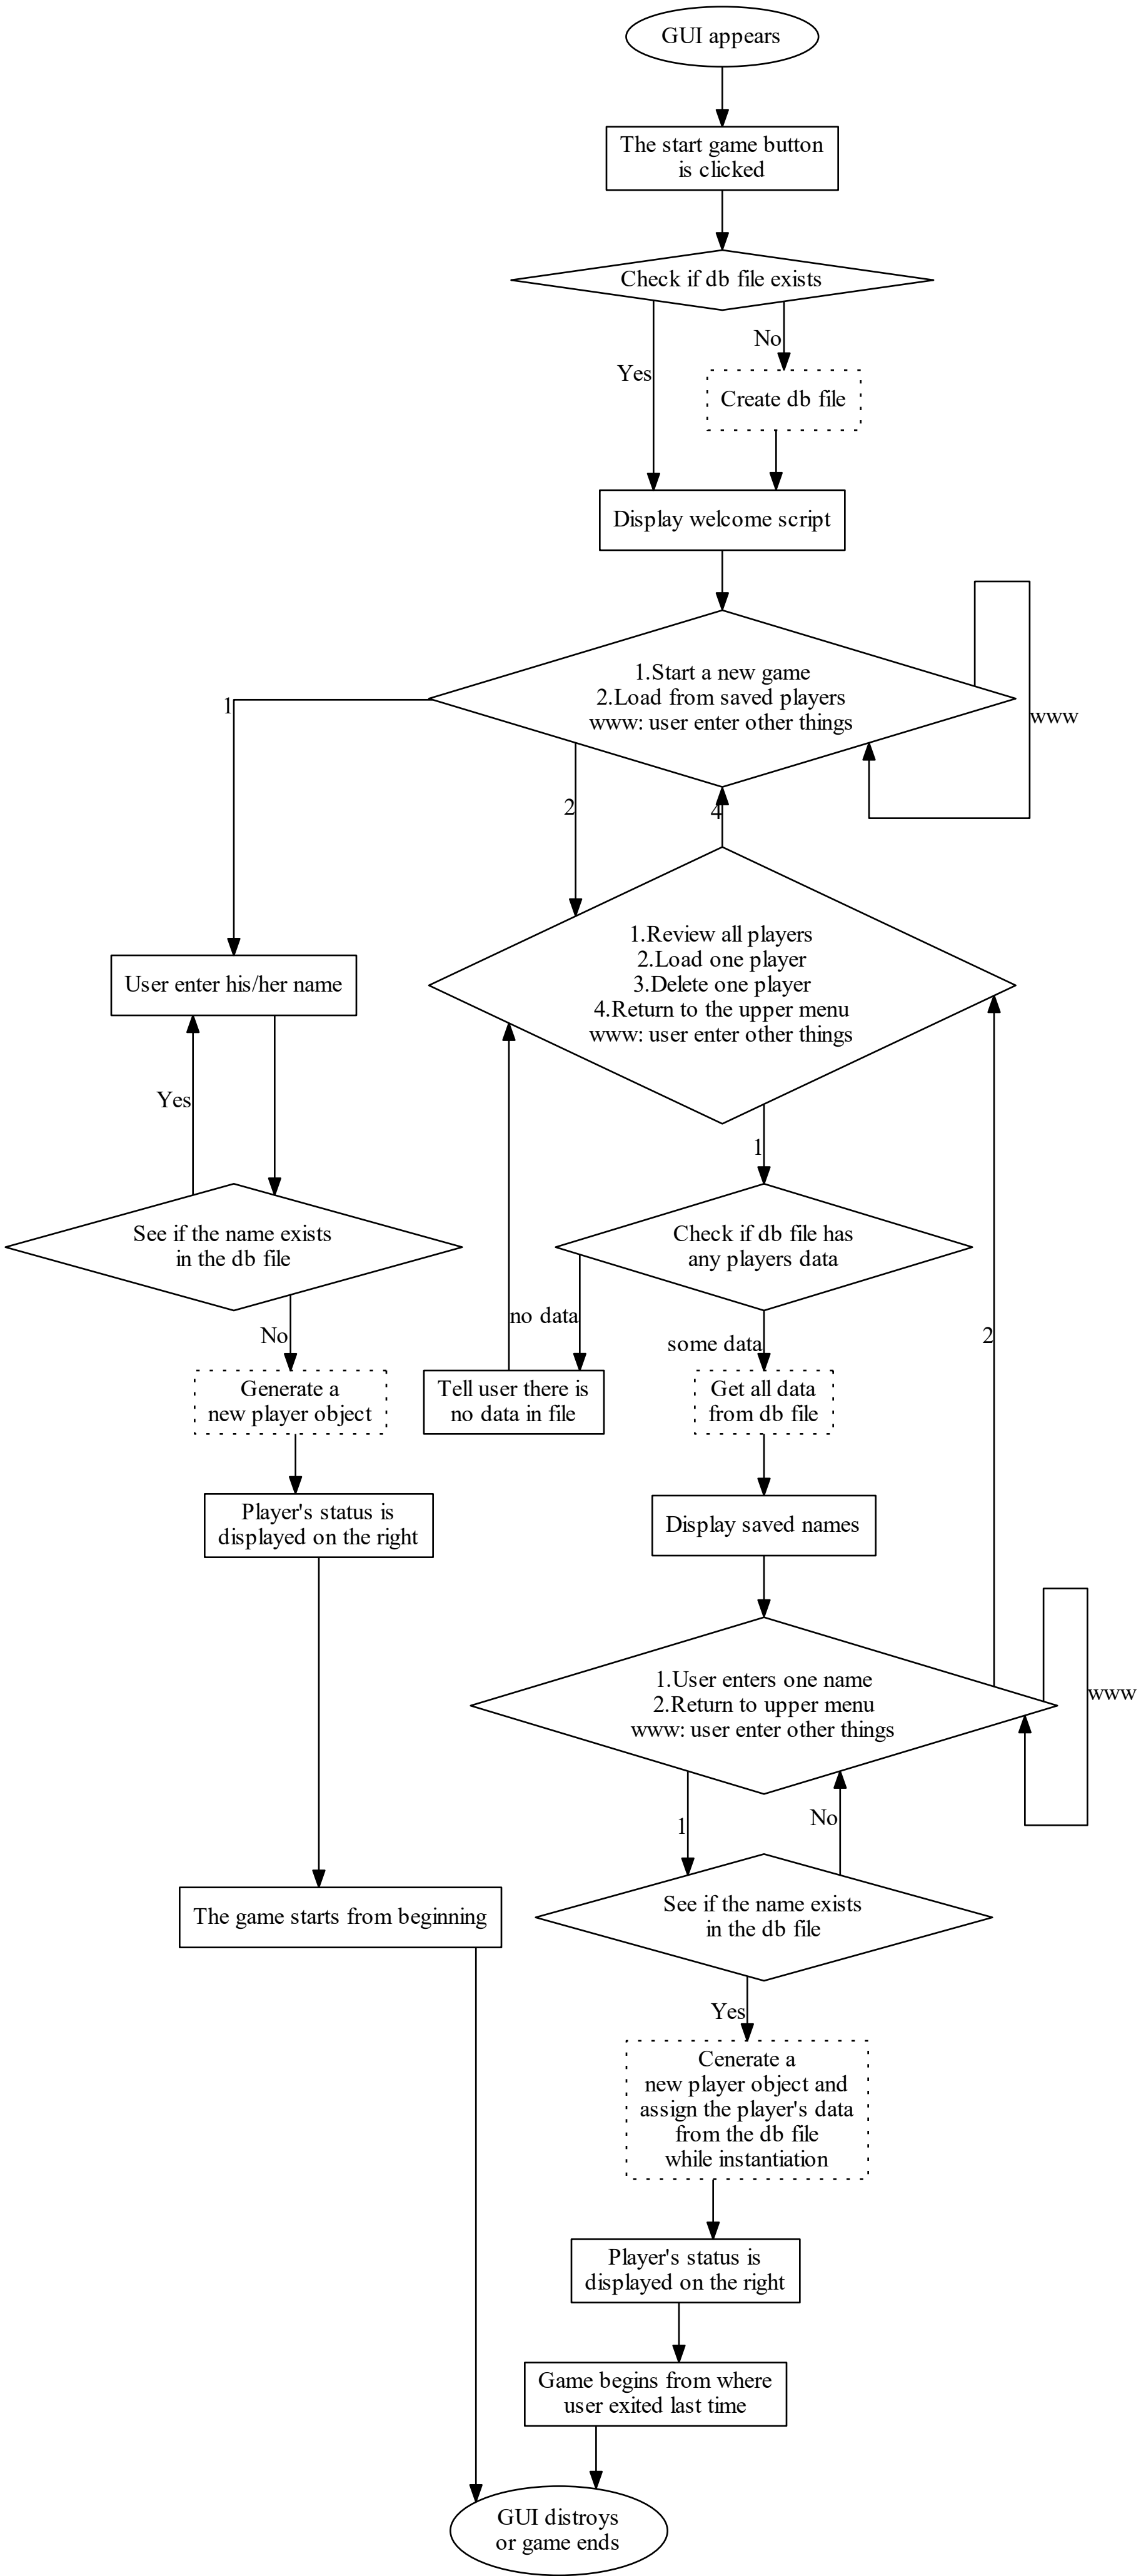 GUI appears
The start game button
is clicked
Check if db file exists
No
Yes
Create db file
Display welcome script
1.Start a new game
2.Load from saved players
www: user enter other things
1
www
2
4
1.Review all players
2.Load one player
3.Delete one player
4.Return to the upper menu
www: user enter other things
User enter his/her name
Yes
1
See if the name exists
in the db file
Check if db file has
any players data
no data
No
some data
2
Generate a
new player object
Tell user there is
no data in file
Get all data
from db file
Player's status is
displayed on the right
Display saved names
1.User enters one name
2.Return to upper menu
www: user enter other things
www
1
No
The game starts from beginning
See if the name exists
in the db file
Yes
Cenerate a
new player object and
assign the player's data
from the db file
while instantiation
Player's status is
displayed on the right
Game begins from where
user exited last time
GUI distroys
or game ends